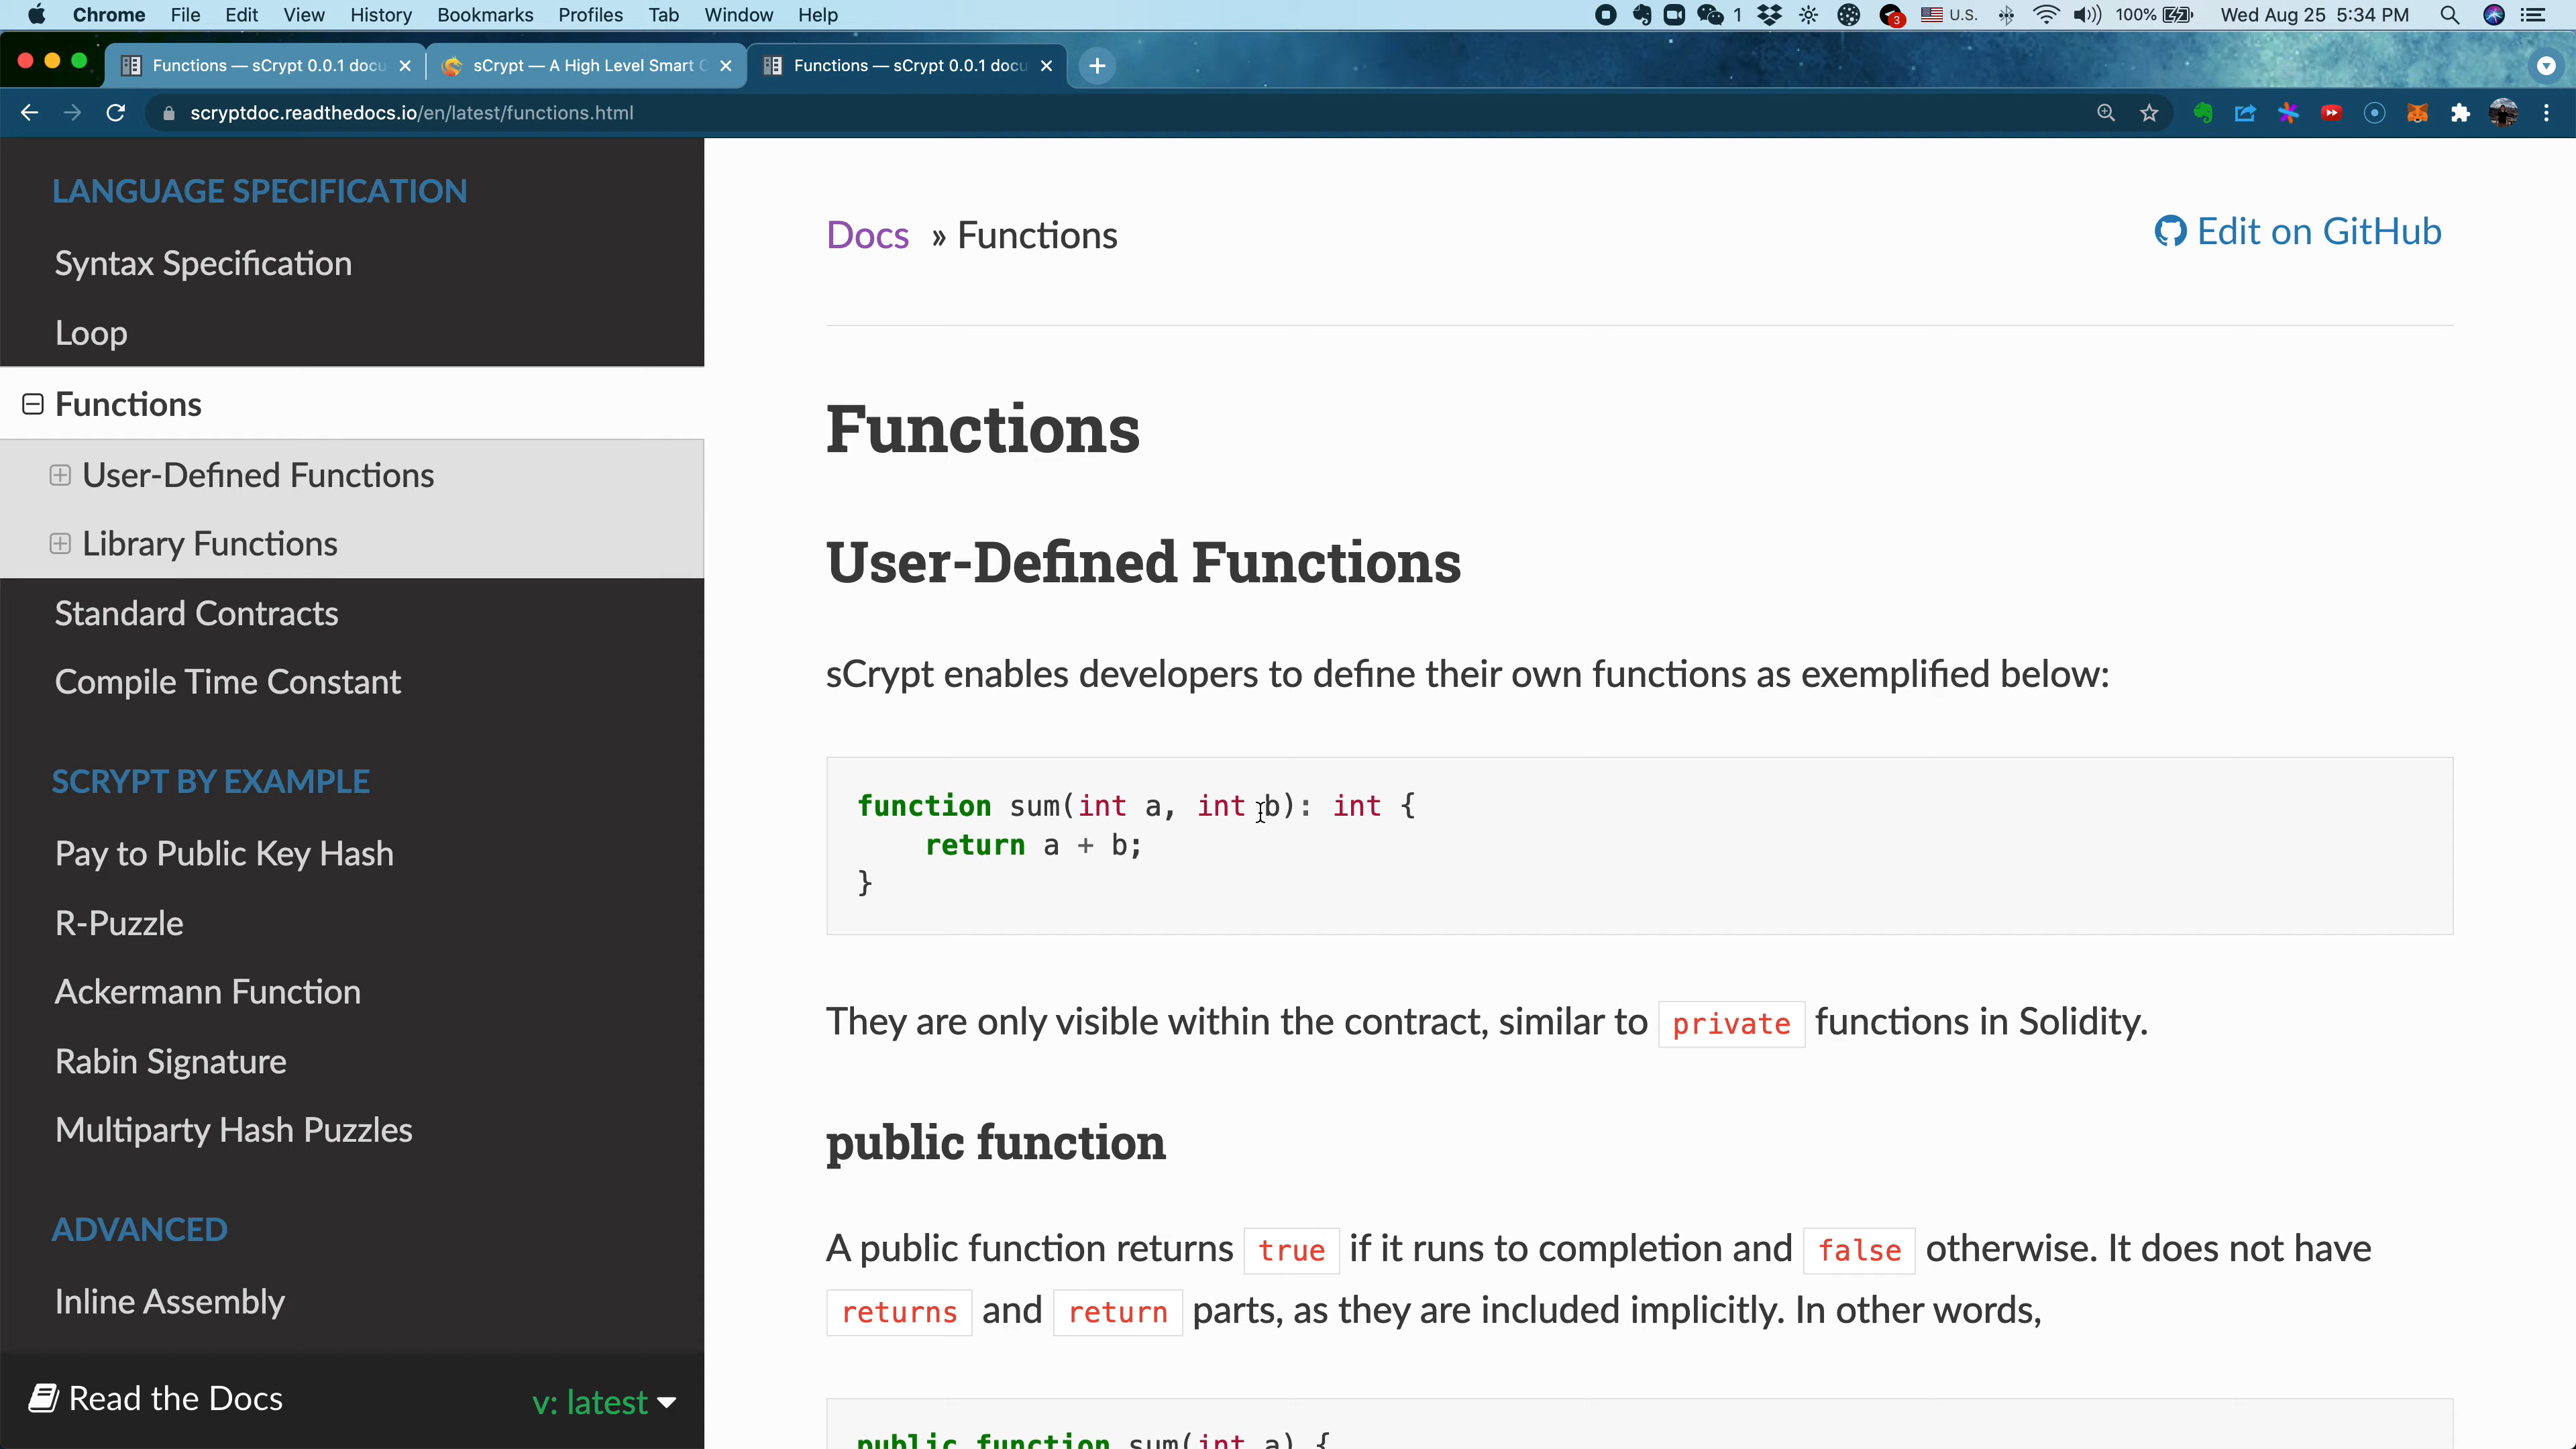 Chrome File Edit View History Bookmarks Profiles Tab Window Help 1 3 U.S. 100% Wed Aug 25 5:34 PM
Functions — sCrypt 0.0.1 docu sCrypt — A High Level Smart C Functions — sCrypt 0.0.1 docu
scryptdoc.readthedocs.io/en/latest/functions.html
LANGUAGE SPECIFICATION
Syntax Specification
Loop
Functions
User-Defined Functions
Library Functions
Standard Contracts
Compile Time Constant
SCRYPT BY EXAMPLE
Pay to Public Key Hash
R-Puzzle
Ackermann Function
Rabin Signature
Multiparty Hash Puzzles
ADVANCED
Inline Assembly
Read the Docs v: latest
Docs » Functions
Edit on GitHub
Functions
User-Defined Functions
sCrypt enables developers to define their own functions as exemplified below:
function sum(int a, int b): int {
return a + b;
}
They are only visible within the contract, similar to private functions in Solidity.
public function
A public function returns true if it runs to completion and false otherwise. It does not have
returns and return parts, as they are included implicitly. In other words,
public function sum(int a) {